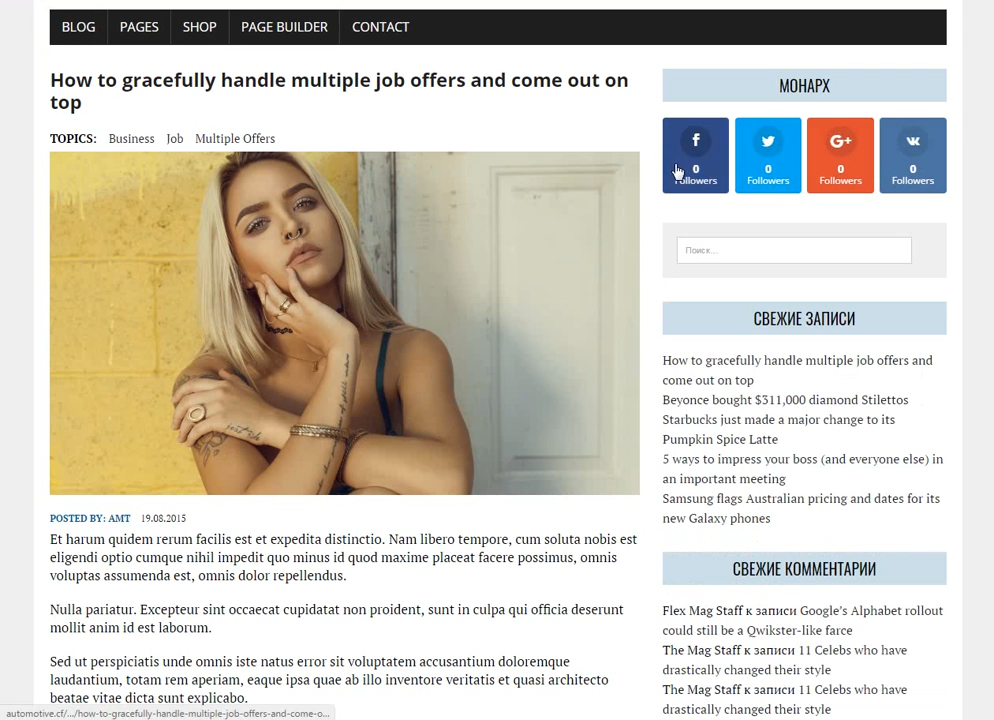 BLOG PAGES SHOP PAGE BUILDER CONTACT
How to gracefully handle multiple job offers and come out on
top
TOPICS: Business Job Multiple Offers
POSTED BY: AMT 19.08.2015
Et harum quidem rerum facilis est et expedita distinctio. Nam libero tempore, cum soluta nobis est
eligendi optio cumque nihil impedit quo minus id quod maxime placeat facere possimus, omnis
voluptas assumenda est, omnis dolor repellendus.
Nulla pariatur. Excepteur sint occaecat cupidatat non proident, sunt in culpa qui officia deserunt
mollit anim id est laborum.
Sed ut perspiciatis unde omnis iste natus error sit voluptatem accusantium doloremque
laudantium, totam rem aperiam, eaque ipsa quae ab illo inventore veritatis et quasi architecto
beatae vitae dicta sunt explicabo.
МОНАРХ
0 0 0 0
Followers Followers Followers Followers
Поиск...
СВЕЖИЕ ЗАПИСИ
How to gracefully handle multiple job offers and
come out on top
Beyonce bought $311,000 diamond Stilettos
Starbucks just made a major change to its
Pumpkin Spice Latte
5 ways to impress your boss (and everyone else) in
an important meeting
Samsung flags Australian pricing and dates for its
new Galaxy phones
СВЕЖИЕ КОММЕНТАРИИ
Flex Mag Staff к записи Google's Alphabet rollout
could still be a Qwikster-like farce
The Mag Staff к записи 11 Celebs who have
drastically changed their style
The Mag Staff к записи 11 Celebs who have
drastically changed their style
automotive.cf/.../how-to-gracefully-handle-multiple-job-offers-and-come-o...